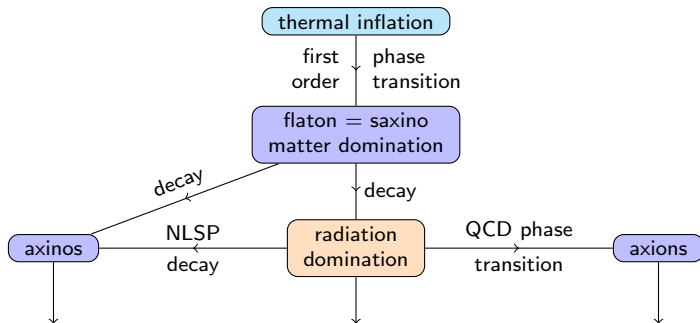 thermal inflation
first phase
order transition
flaton = saxino
matter domination
decay
decay
axinos
NLSP
decay
radiation
domination
QCD phase
transition
axions